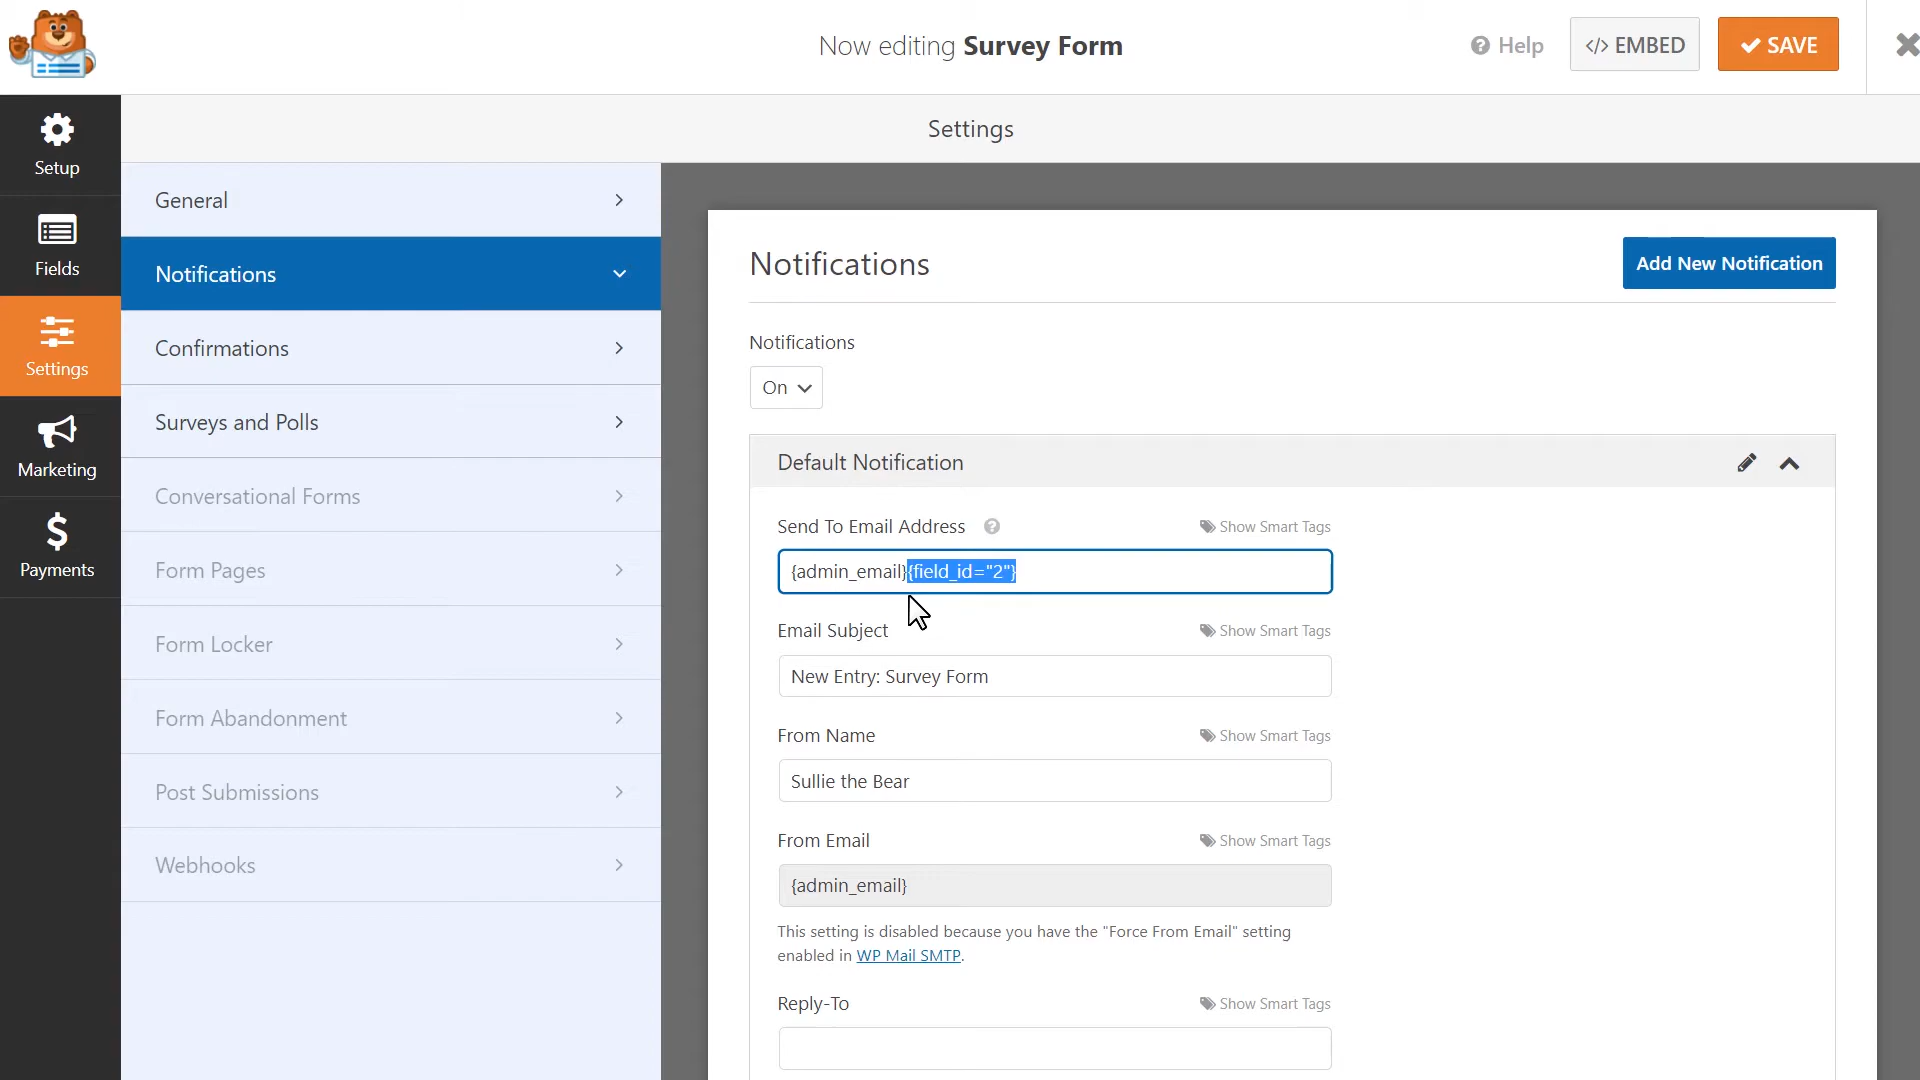 Now editing Survey Form
Help
</> EMBED
SAVE
Setup
Fields
Settings
Marketing
Payments
Settings
General
Notifications
Confirmations
Surveys and Polls
Conversational Forms
Form Pages
Form Locker
Form Abandonment
Post Submissions
Webhooks
Notifications
Add New Notification
Notifications
On
Default Notification
Send To Email Address
Show Smart Tags
{admin_email}{field_id="2"}
Email Subject
Show Smart Tags
New Entry: Survey Form
From Name
Show Smart Tags
Sullie the Bear
From Email
Show Smart Tags
{admin_email}
This setting is disabled because you have the "Force From Email" setting
enabled in WP Mail SMTP.
Reply-To
Show Smart Tags